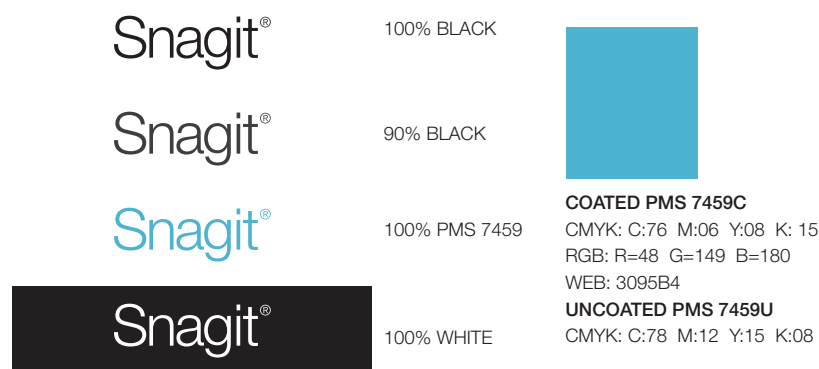 Snagit®
100% BLACK
Snagit®
90% BLACK
Snagit®
100% PMS 7459
Snagit®
100% WHITE
COATED PMS 7459C
CMYK: C:76 M:06 Y:08 K: 15
RGB: R=48 G=149 B=180
WEB: 3095B4
UNCOATED PMS 7459U
CMYK: C:78 M:12 Y:15 K:08